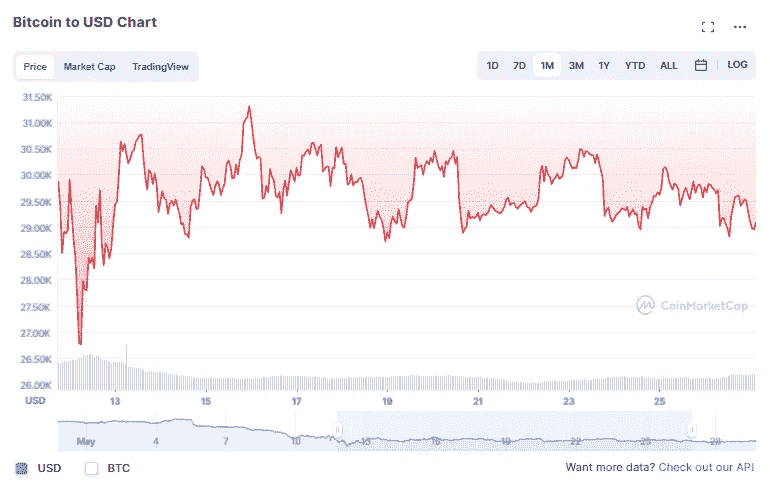 Bitcoin to USD Chart
Price Market Cap TradingView
1D 7D 1M 3M 1Y YTD ALL LOG
31.50K
31.00K
30.50K
30.00K
29.50K
29.00K
28.50K
28.00K
27.50K
27.00K
26.50K
26.00K
CoinMarketCap
USD 13 15 17 19 21 23 25
May 4 7 10 13 16 19 22 25 28
USD BTC
Want more data? Check out our API